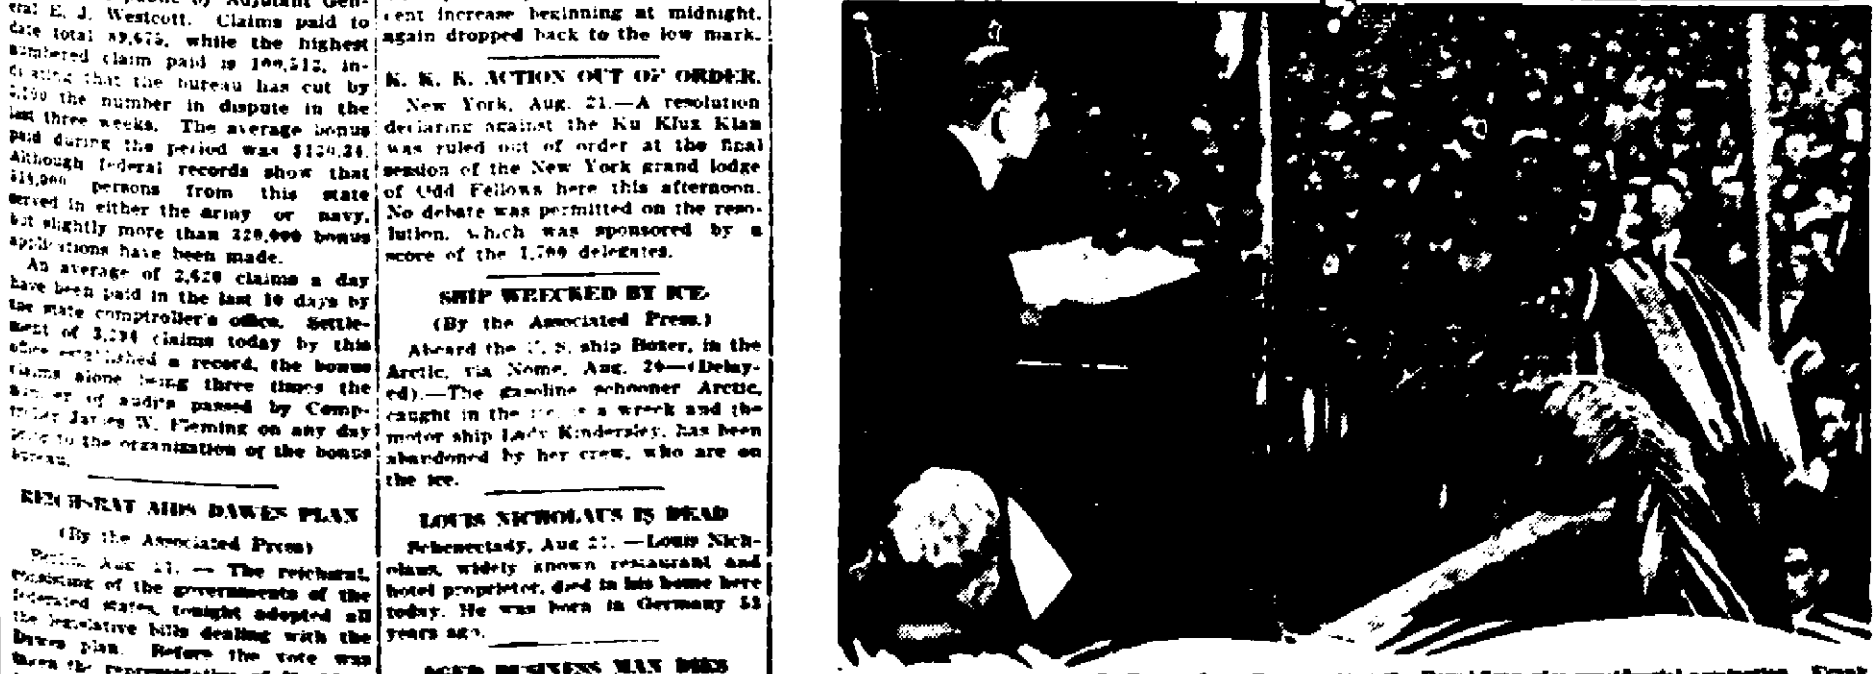 eral E. J. Westcott. Claims paid to
date total 89,675, while the highest
numbered claim paid is
dicating that the bureau has cut by
the number in dispute in the
last three weeks. The average bonus
paid during the period was
Although federal records show that
persons from this state
served in either the army or navy,
but slightly more than bonus
applications have been made.
An average of 2,620 claims a day
have been paid in the last 10 days by
the state comptroller's office. Settle-
ment of claims today by this
office established a record, the bonus
claims alone being three times the
number of audits passed by Comp-
troller James W. Fleming on any day
prior to the organization of the bonus
bureau.
REICHSRAT AIDS DAWES PLAN
(By the Associated Press)
Berlin, Aug. 21. — The reichsrat,
consisting of the governments of the
federated states, tonight adopted all
the legislative bills dealing with the
Dawes plan. Before the vote was
taken the
cent increase beginning at midnight,
again dropped back to the low mark.
K. K. K. ACTION OUT OF ORDER.
New York, Aug. 21.—A resolution
declaring against the Ku Klux Klan
was ruled out of order at the final
session of the New York grand lodge
of Odd Fellows here this afternoon.
No debate was permitted on the reso-
lution, which was sponsored by a
score of the 1,700 delegates.
SHIP WRECKED BY ICE.
(By the Associated Press.)
Aboard the U. S. ship Boxer, in the
Arctic, via Nome, Aug. 20—(Delay-
ed).—The gasoline schooner Arctic,
caught in the ice, is a wreck and the
motor ship Lady Kindersley, has been
abandoned by her crew, who are on
the ice.
LOUIS NICHOLAUS IS DEAD
Schenectady, Aug 21. —Louis Nich-
olaus, widely known restaurant and
hotel proprietor, died in his home here
today. He was born in Germany 53
years ago.
AGED BUSINESS MAN DIES